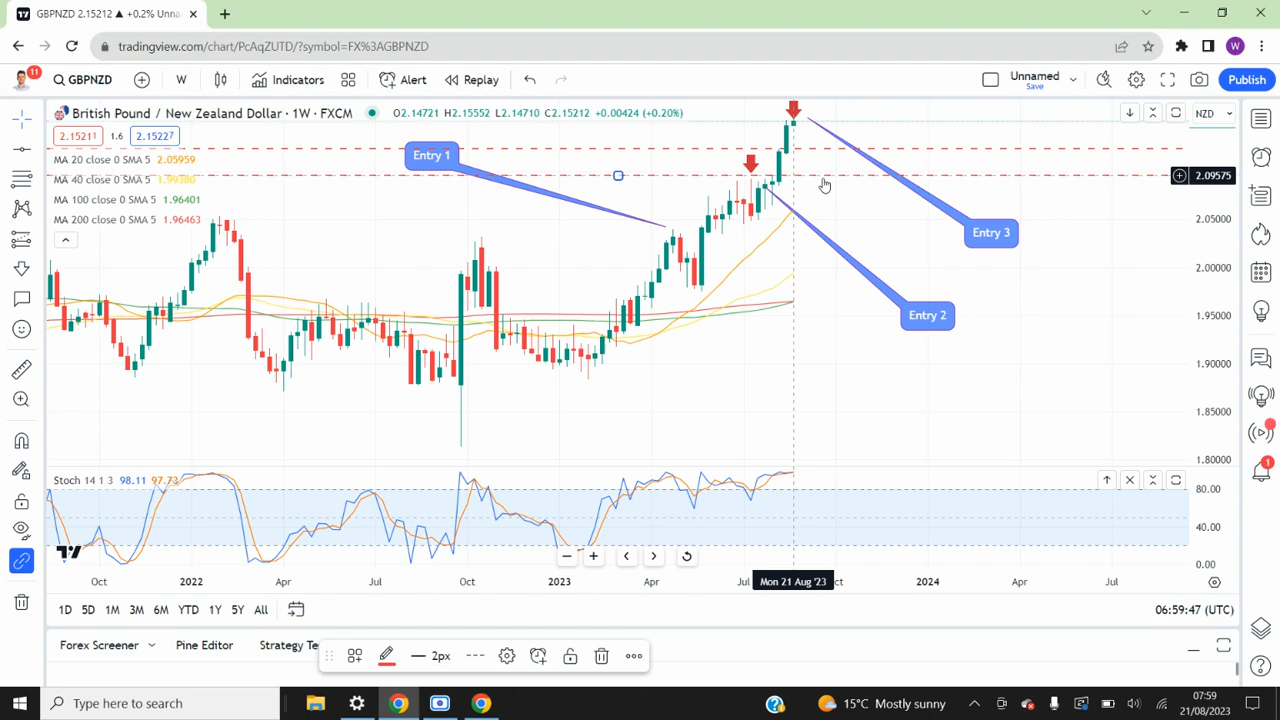 GBPNZD 2.15212 ▲ +0.2% Unna
tradingview.com/chart/PcAqZUTD/?symbol=FX%3AGBPNZD
W
11
GBPNZD
W
Indicators
Alert
Replay
Unnamed
Save
Publish
British Pound / New Zealand Dollar · 1W · FXCM
O2.14721 H2.15552 L2.14710 C2.15212 +0.00424 (+0.20%)
NZD
2.15211
1.6
2.15227
MA 20 close 0 SMA 5 2.05959
MA 40 close 0 SMA 5 1.99380
MA 100 close 0 SMA 5 1.96401
MA 200 close 0 SMA 5 1.96463
Entry 1
Entry 2
Entry 3
2.09575
2.05000
2.00000
1.95000
1.90000
1.85000
1.80000
Stoch 14 1 3 98.11 97.73
80.00
40.00
0.00
Oct
2022
Apr
Jul
Oct
2023
Apr
Jul
Mon 21 Aug '23
ct
2024
Apr
Jul
1D 5D 1M 3M 6M YTD 1Y 5Y All
06:59:47 (UTC)
Forex Screener
Pine Editor
Strategy Te
2px
1
Type here to search
15°C Mostly sunny
07:59
21/08/2023